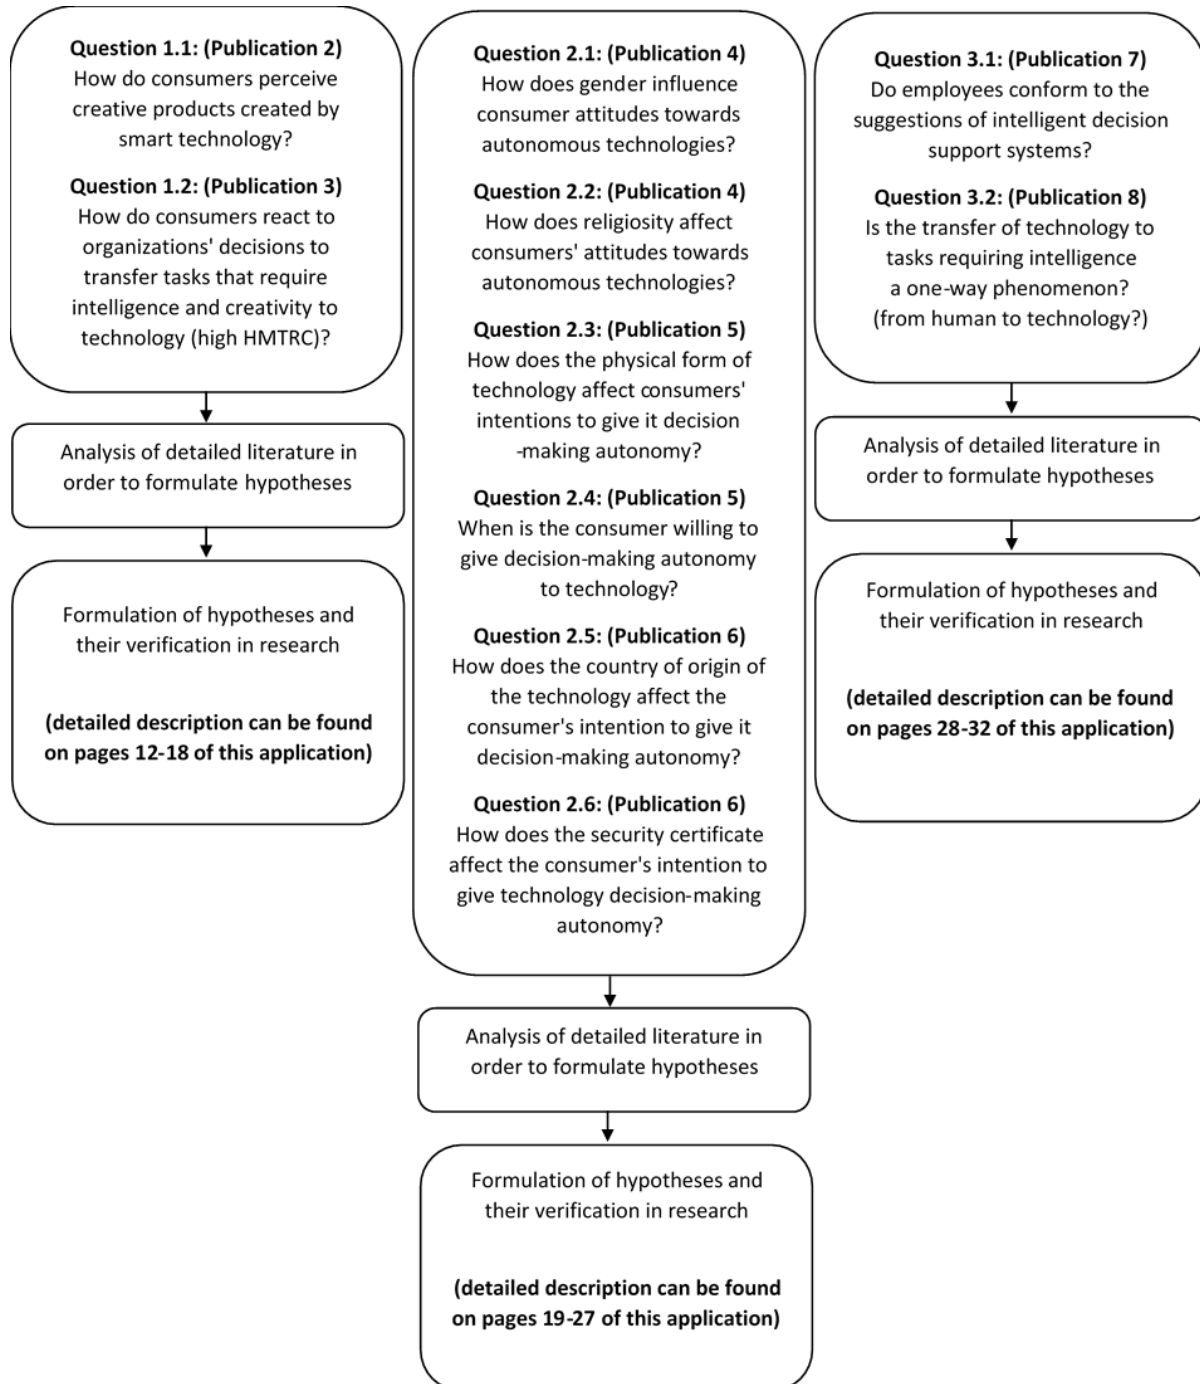 Question 1.1: (Publication 2)
How do consumers perceive
creative products created by
smart technology?
Question 1.2: (Publication 3)
How do consumers react to
organizations' decisions to
transfer tasks that require
intelligence and creativity to
technology (high HMTRC)?
Analysis of detailed literature in
order to formulate hypotheses
Formulation of hypotheses and
their verification in research
(detailed description can be found
on pages 12-18 of this application)
Question 2.1: (Publication 4)
How does gender influence
consumer attitudes towards
autonomous technologies?
Question 2.2: (Publication 4)
How does religiosity affect
consumers' attitudes towards
autonomous technologies?
Question 2.3: (Publication 5)
How does the physical form of
technology affect consumers'
intentions to give it decision
-making autonomy?
Question 2.4: (Publication 5)
When is the consumer willing to
give decision-making autonomy
to technology?
Question 2.5: (Publication 6)
How does the country of origin of
the technology affect the
consumer's intention to give it
decision-making autonomy?
Question 2.6: (Publication 6)
How does the security certificate
affect the consumer's intention to
give technology decision-making
autonomy?
Analysis of detailed literature in
order to formulate hypotheses
Formulation of hypotheses and
their verification in research
(detailed description can be found
on pages 19-27 of this application)
Question 3.1: (Publication 7)
Do employees conform to the
suggestions of intelligent decision
support systems?
Question 3.2: (Publication 8)
Is the transfer of technology to
tasks requiring intelligence
a one-way phenomenon?
(from human to technology?)
Analysis of detailed literature in
order to formulate hypotheses
Formulation of hypotheses and
their verification in research
(detailed description can be found
on pages 28-32 of this application)